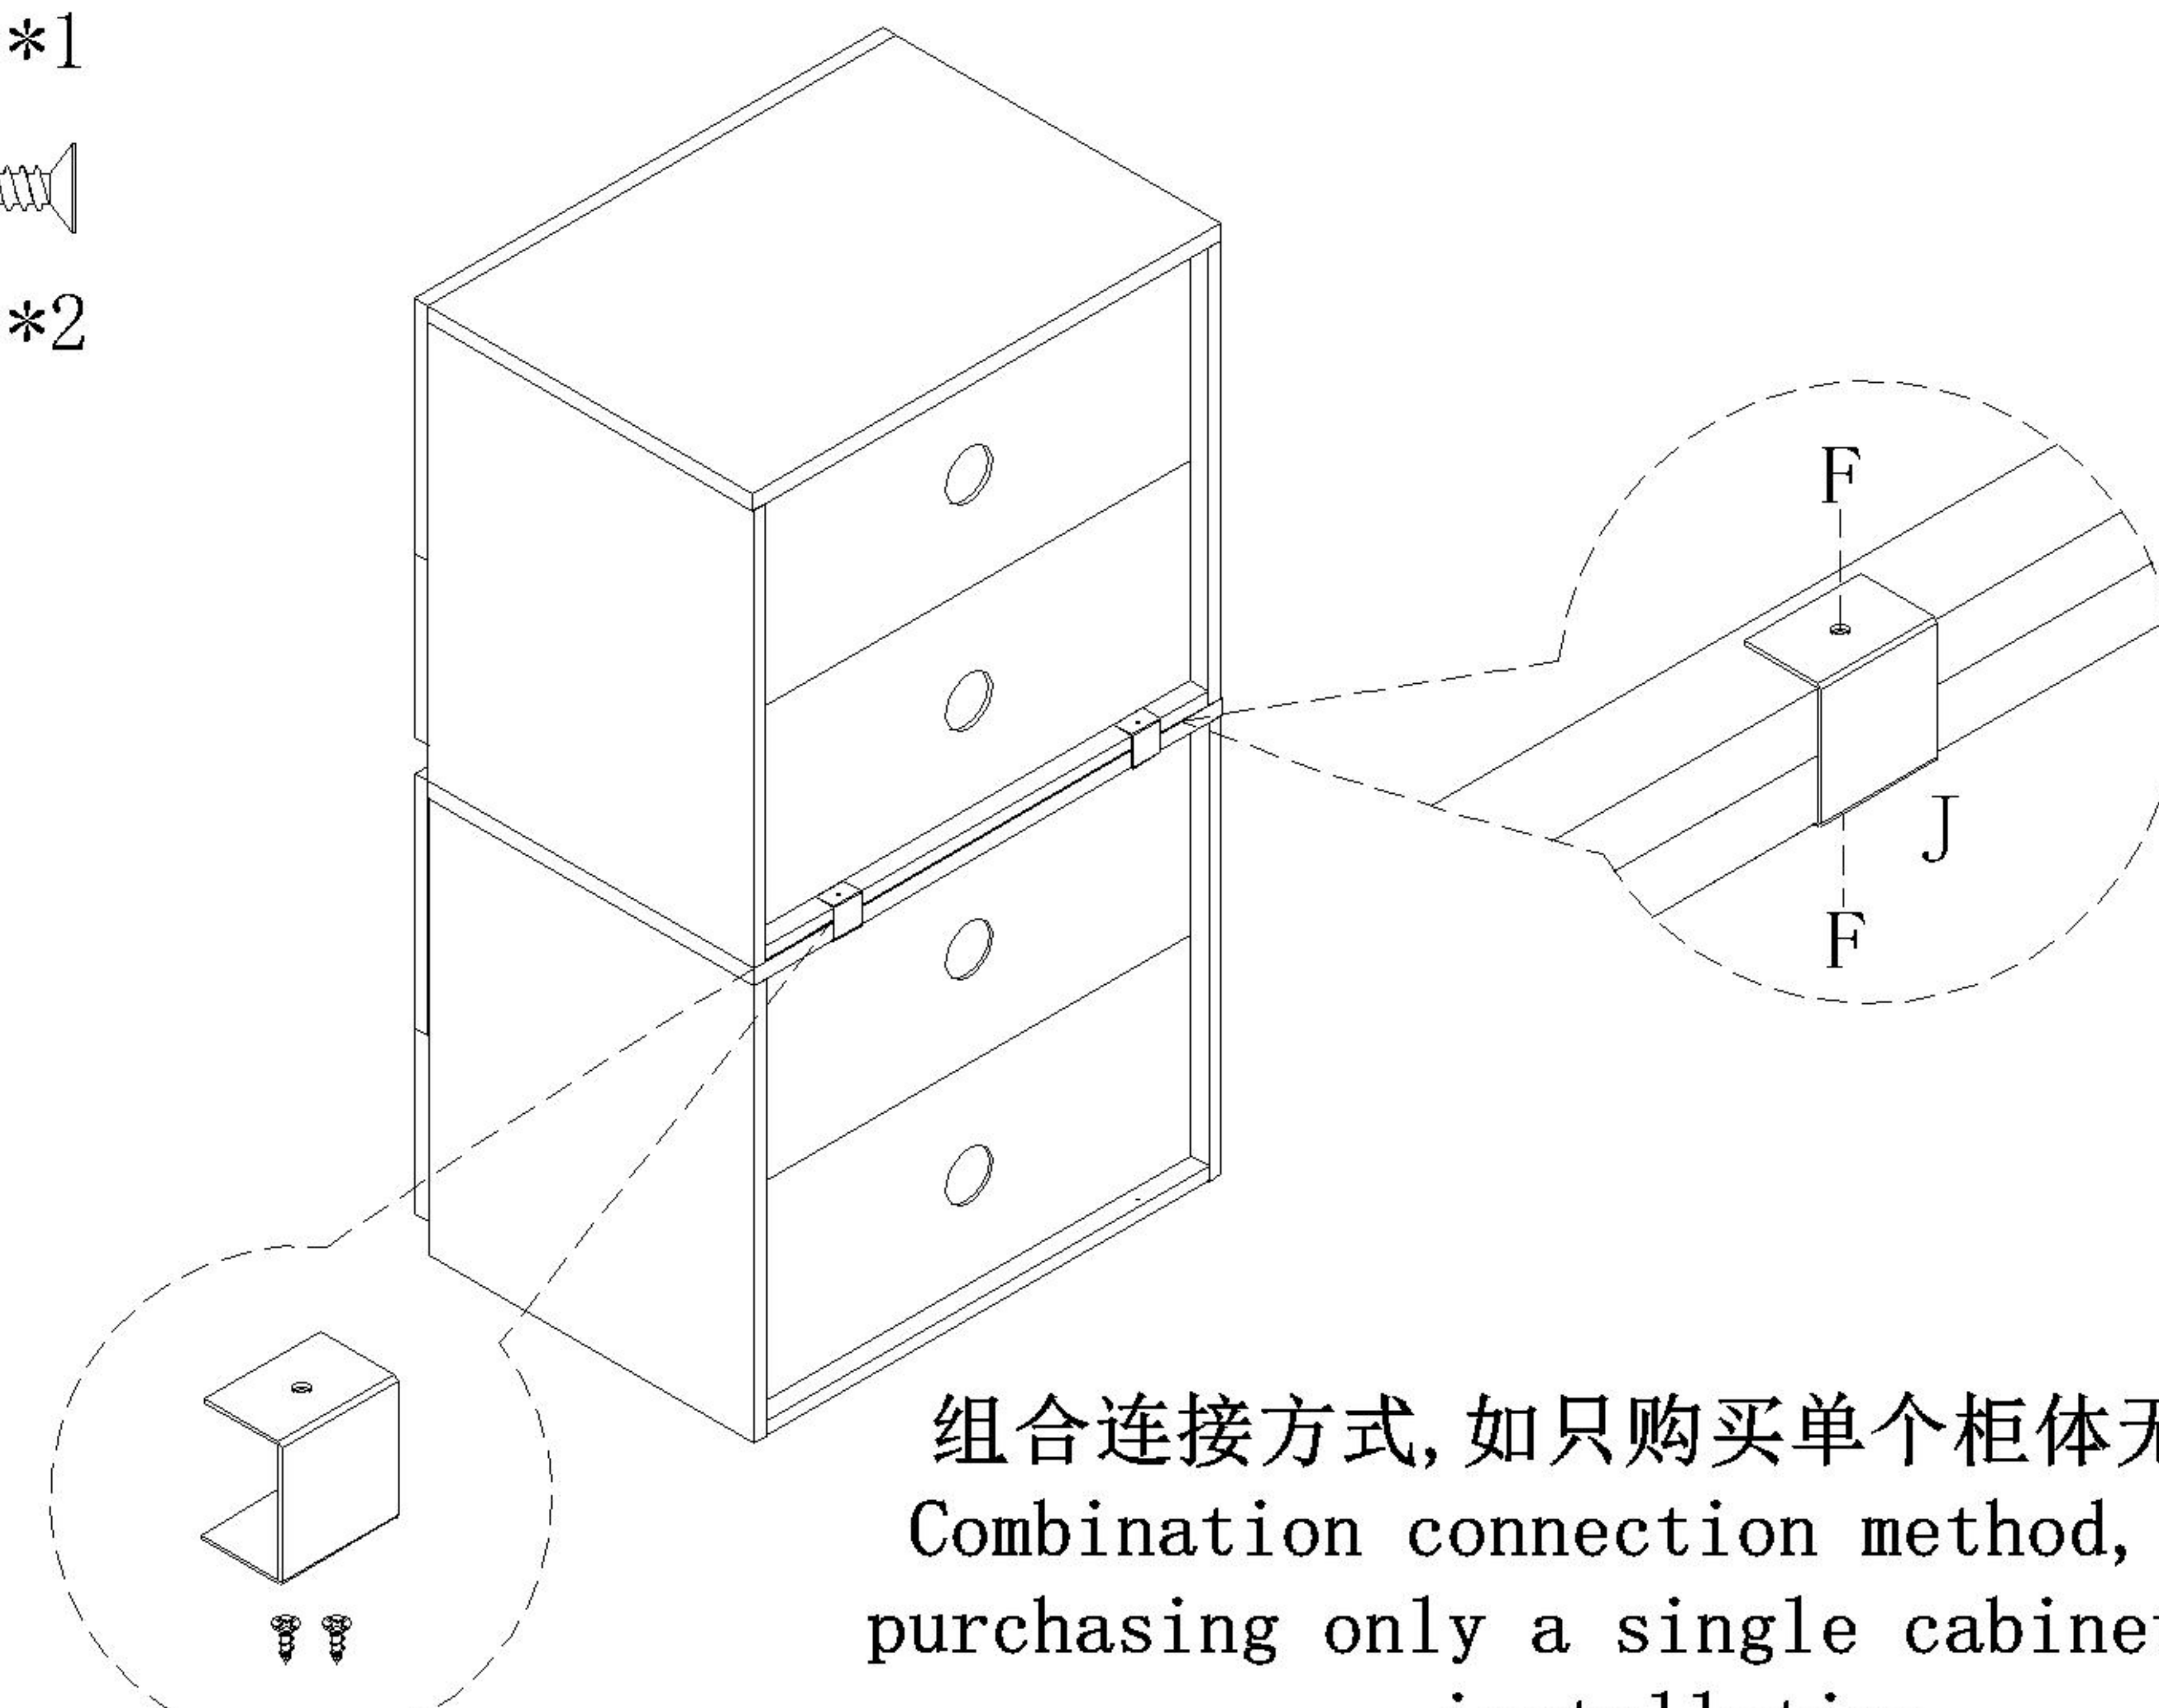 *1
*2
F
J
F
组合连接方式,如只购买单个柜体
Combination connection method,
purchasing only a single